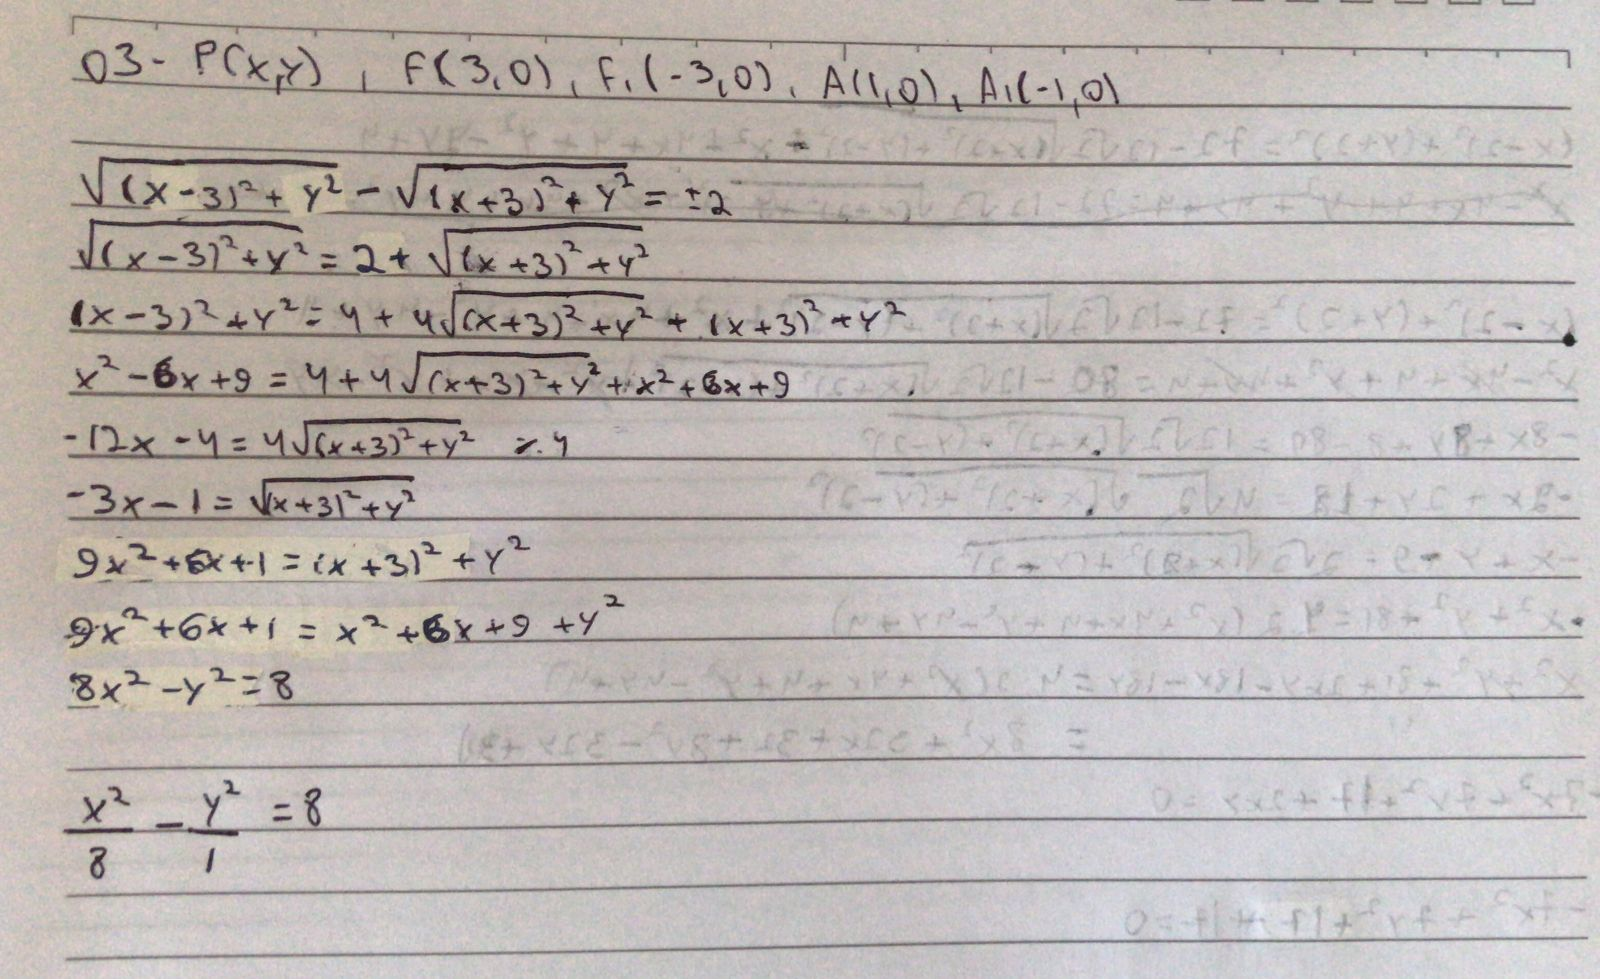 03- P(x,y), F(3,0), F₁(-3,0), A(1,0), A₁(-1,0)
√((x-3)²+y²) - √((x+3)²+y²) = ±2
√((x-3)²+y²) = 2+ √((x+3)²+y²)
(x-3)²+y² = 4+4√((x+3)²+y²) + (x+3)²+y²
x²-6x+9 = 4+4√((x+3)²+y²)+x²+6x+9
-12x-4 = 4√((x+3)²+y²) ÷4
-3x-1 = √((x+3)²+y²)
9x²+6x+1 = (x+3)²+y²
9x²+6x+1 = x²+6x+9+y²
8x²-y²=8
x²/8 - y²/1 = 8